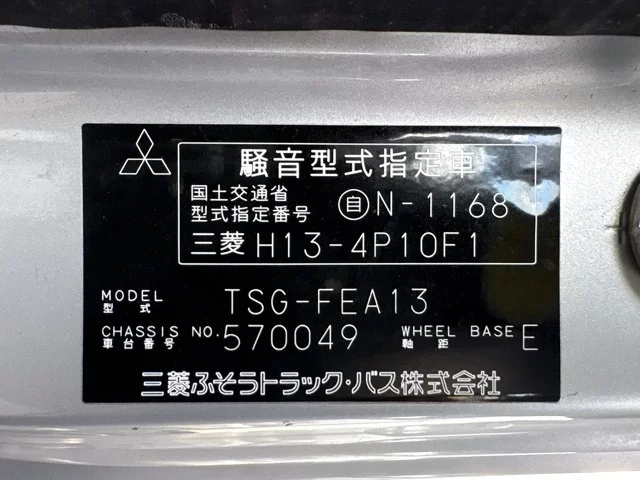 騒音型式指定車
国土交通省
型式指定番号 自N-1168
三菱 H13-4P10F1
MODEL
型式 TSG-FEA13
CHASSIS NO.
車台番号 570049 WHEEL BASE
軸距 E
三菱ふそうトラック・バス株式会社